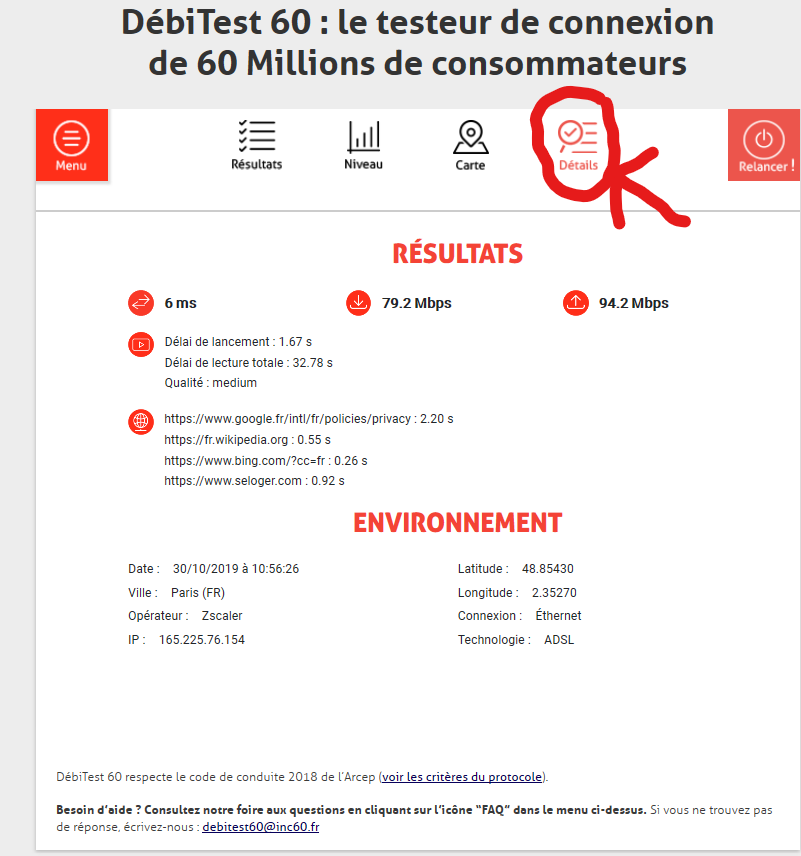 DébiTest 60 : le testeur de connexion
de 60 Millions de consommateurs
Menu
Résultats
Niveau
Carte
Détails
Relancer !
RÉSULTATS
6 ms
79.2 Mbps
94.2 Mbps
Délai de lancement : 1.67 s
Délai de lecture totale : 32.78 s
Qualité : medium
https://www.google.fr/intl/fr/policies/privacy : 2.20 s
https://fr.wikipedia.org : 0.55 s
https://www.bing.com/?cc=fr : 0.26 s
https://www.seloger.com : 0.92 s
ENVIRONNEMENT
Date : 30/10/2019 à 10:56:26
Ville : Paris (FR)
Opérateur : Zscaler
IP : 165.225.76.154
Latitude : 48.85430
Longitude : 2.35270
Connexion : Éthernet
Technologie : ADSL
DébiTest 60 respecte le code de conduite 2018 de l'Arcep (voir les critères du protocole).
Besoin d'aide ? Consultez notre foire aux questions en cliquant sur l'icône "FAQ" dans le menu ci-dessus. Si vous ne trouvez pas
de réponse, écrivez-nous : debitest60@inc60.fr